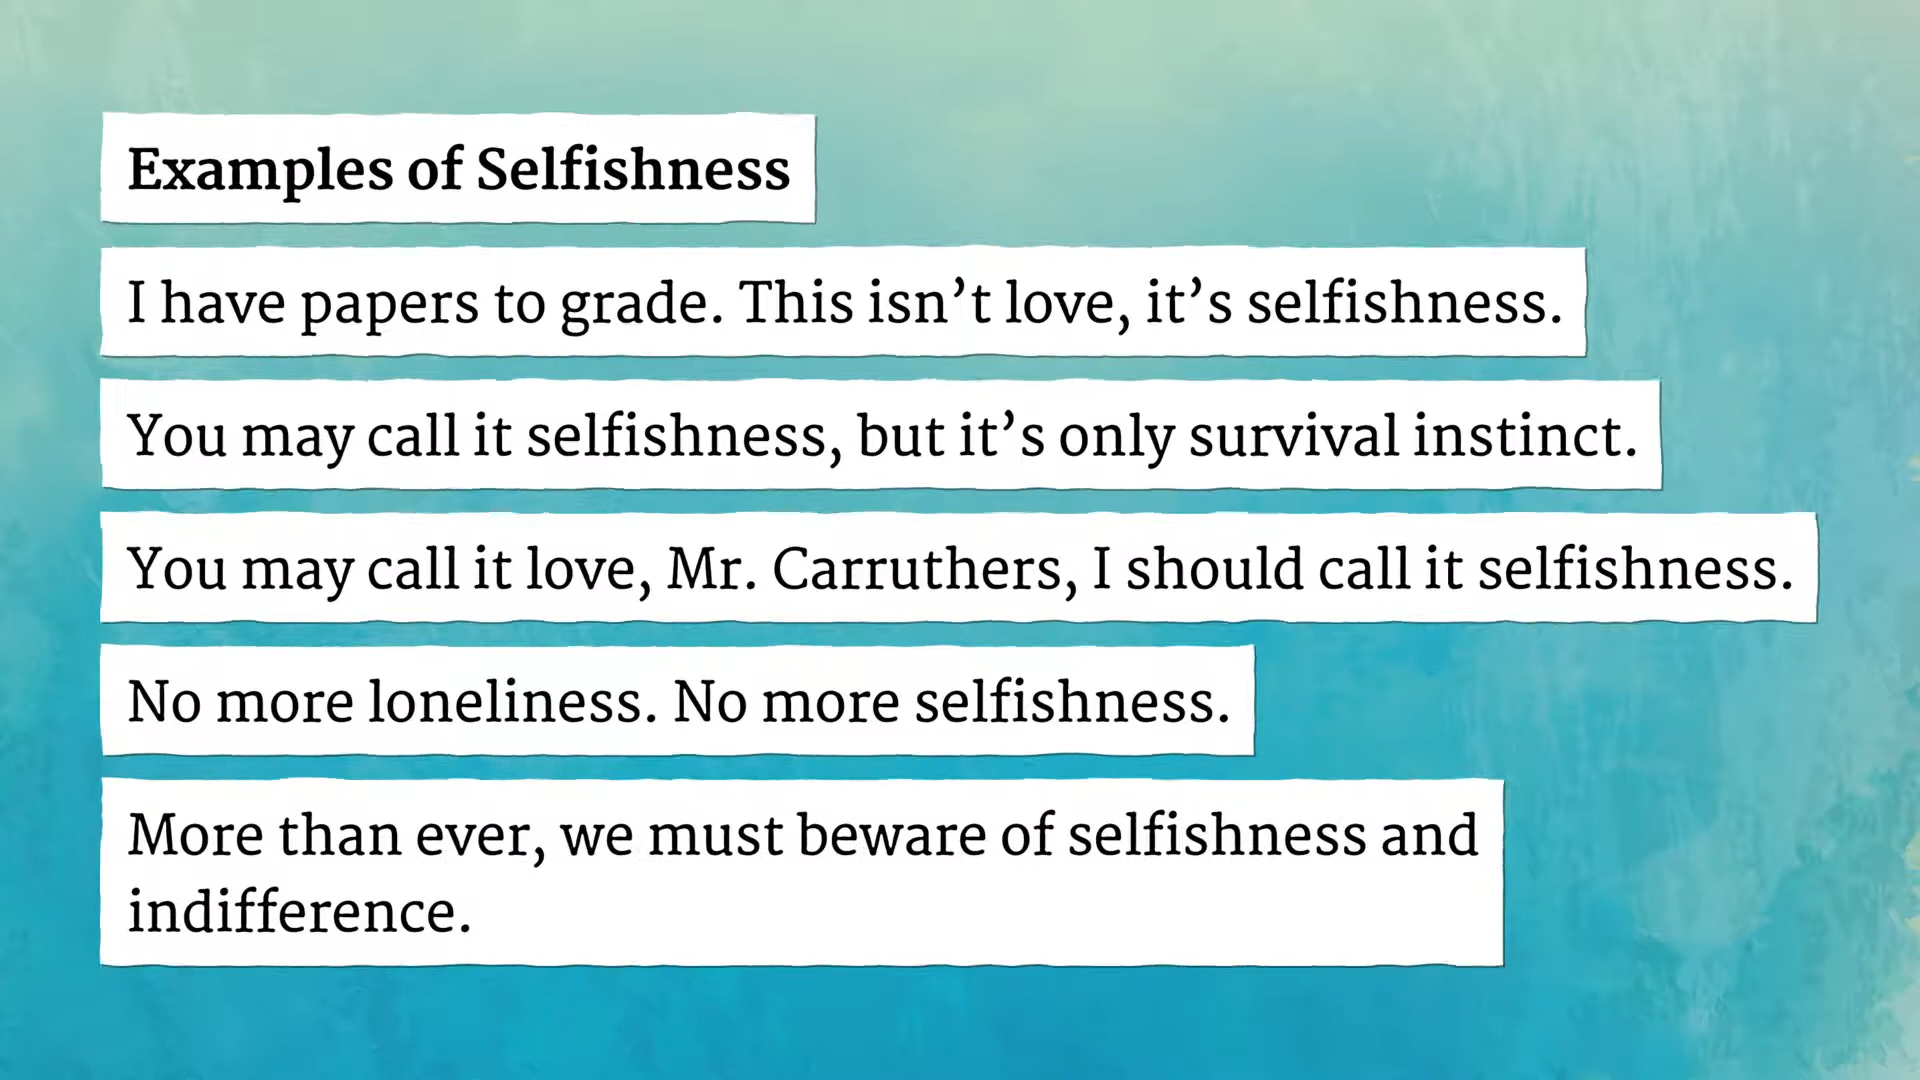 Examples of Selfishness
I have papers to grade. This isn’t love, it’s selfishness.
You may call it selfishness, but it’s only survival instinct.
You may call it love, Mr. Carruthers, I should call it selfishness.
No more loneliness. No more selfishness.
More than ever, we must beware of selfishness and
indifference.